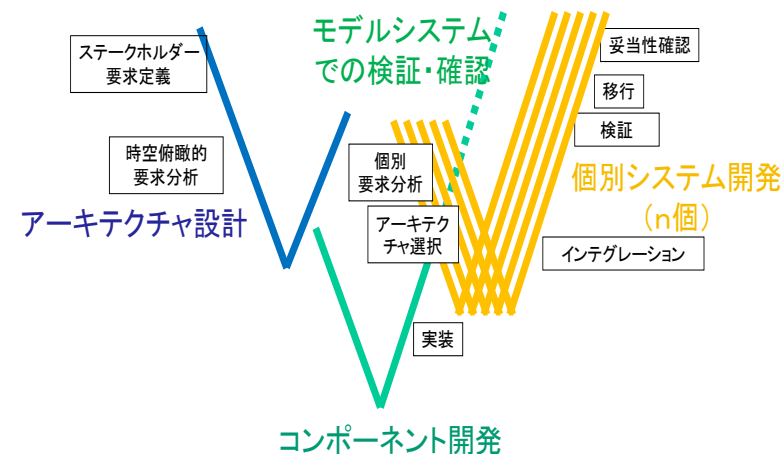 ステークホルダー
要求定義
時空俯瞰的
要求分析
アーキテクチャ設計
モデルシステム
での検証・確認
個別
要求分析
アーキテク
チャ選択
実装
コンポーネント開発
妥当性確認
移行
検証
個別システム開発
(n個)
インテグレーション